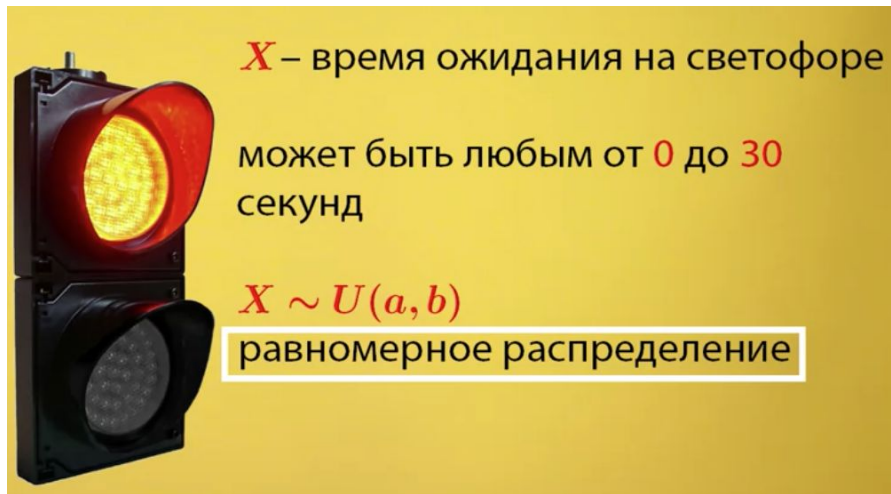 X – время ожидания на светофоре
может быть любым от 0 до 30
секунд
X ~ U(a, b)
равномерное распределение